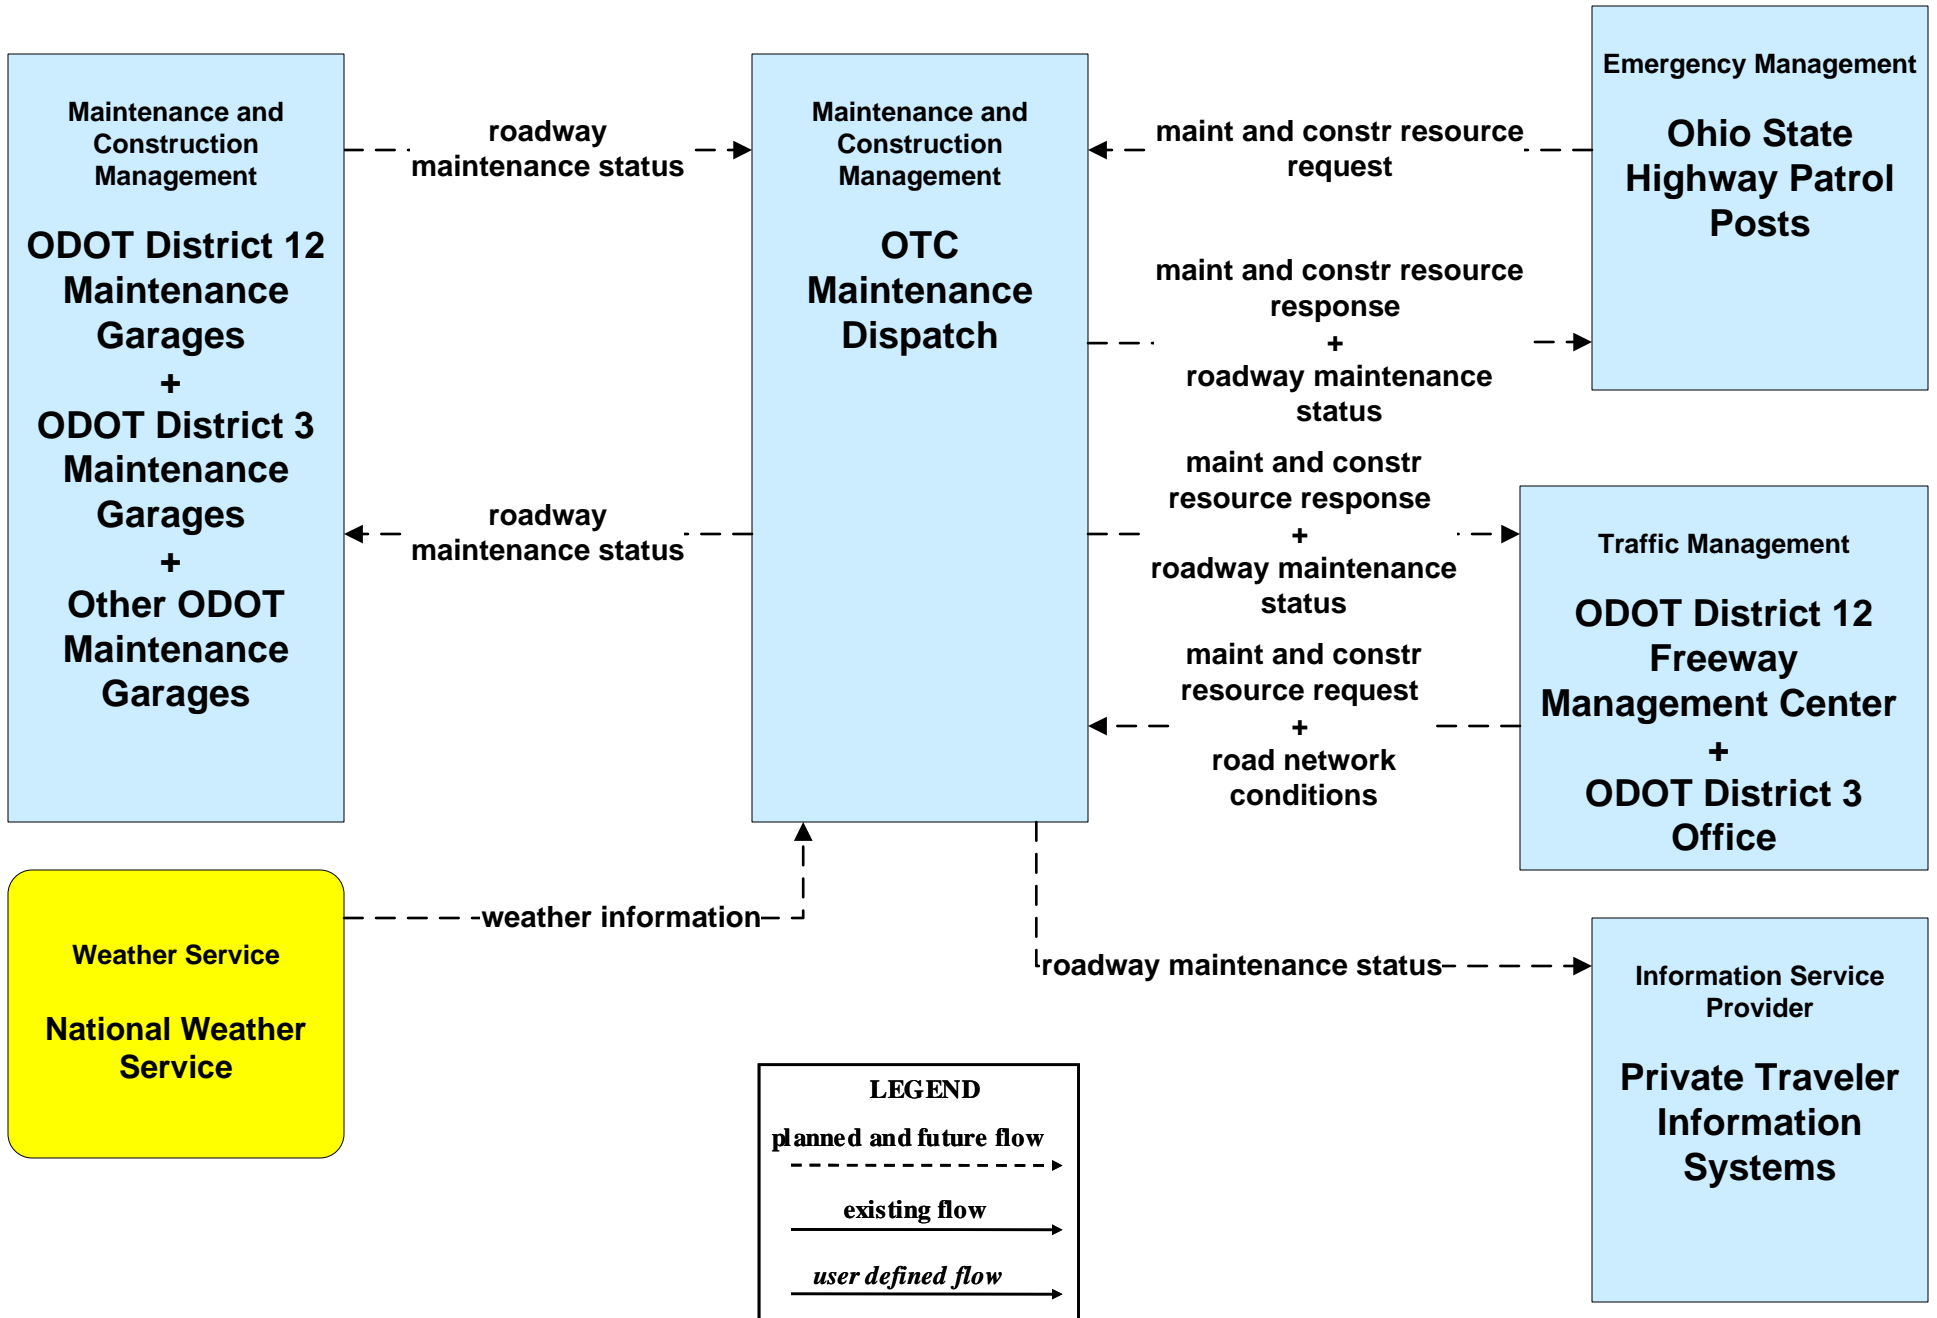 Maintenance and
Construction
Management
ODOT District 12
Maintenance
Garages
+
ODOT District 3
Maintenance
Garages
+
Other ODOT
Maintenance
Garages
roadway
maintenance status
roadway
maintenance status
Maintenance and
Construction
Management
OTC
Maintenance
Dispatch
maint and constr resource
request
maint and constr resource
response
+
roadway maintenance
status
maint and constr
resource response
+
roadway maintenance
status
maint and constr
resource request
+
road network
conditions
Emergency Management
Ohio State
Highway Patrol
Posts
Traffic Management
ODOT District 12
Freeway
Management Center
+
ODOT District 3
Office
Weather Service
National Weather
Service
weather information
roadway maintenance status
Information Service
Provider
Private Traveler
Information
Systems
LEGEND
planned and future flow
existing flow
user defined flow